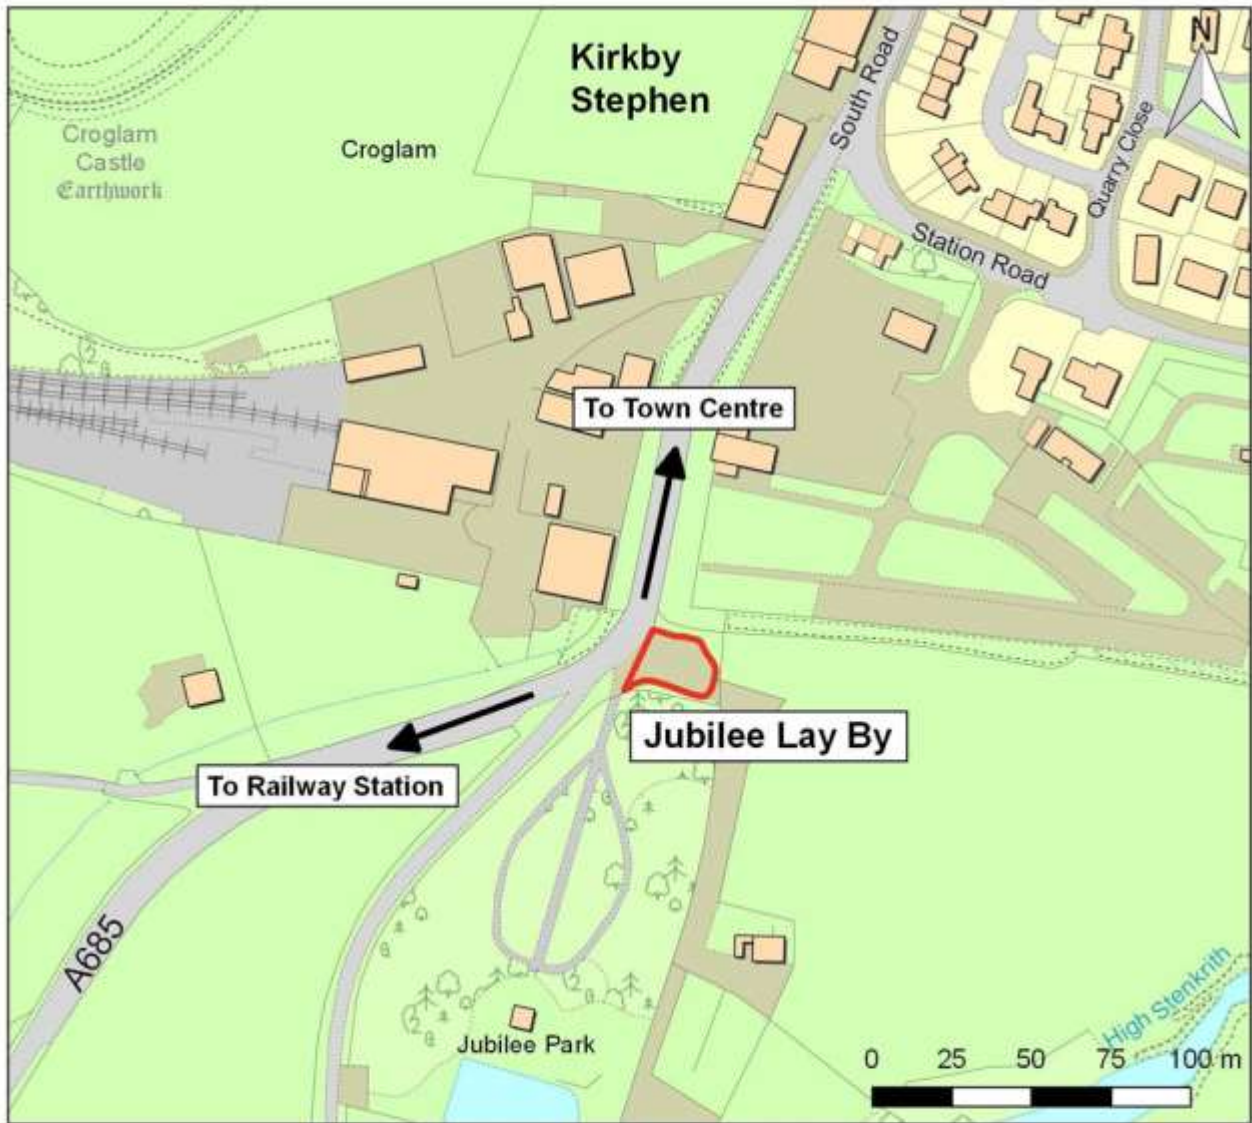 Kirkby
Stephen
N
South Road
Croglam
Castle
Earthwork
Croglam
Quarry Close
Station Road
To Town Centre
Jubilee Lay By
To Railway Station
A685
High Stenkrith
Jubilee Park
0 25 50 75 100 m